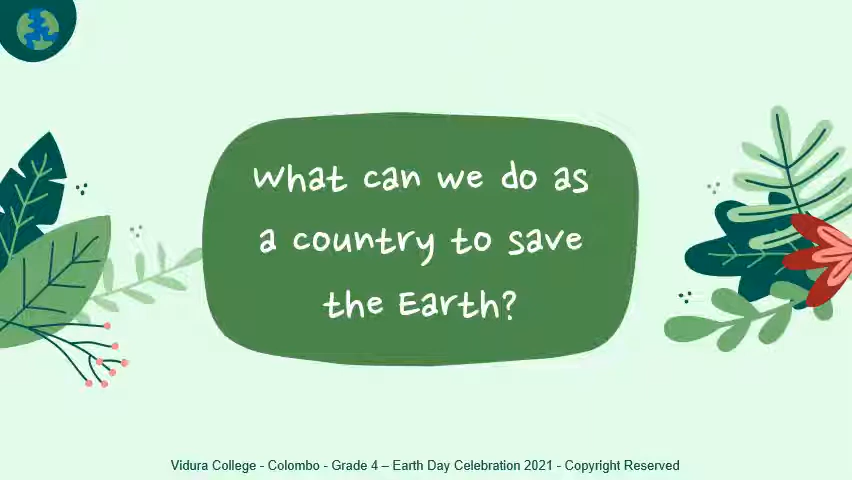 What can we do as
a country to save
the Earth?
Vidura College - Colombo - Grade 4 – Earth Day Celebration 2021 - Copyright Reserved